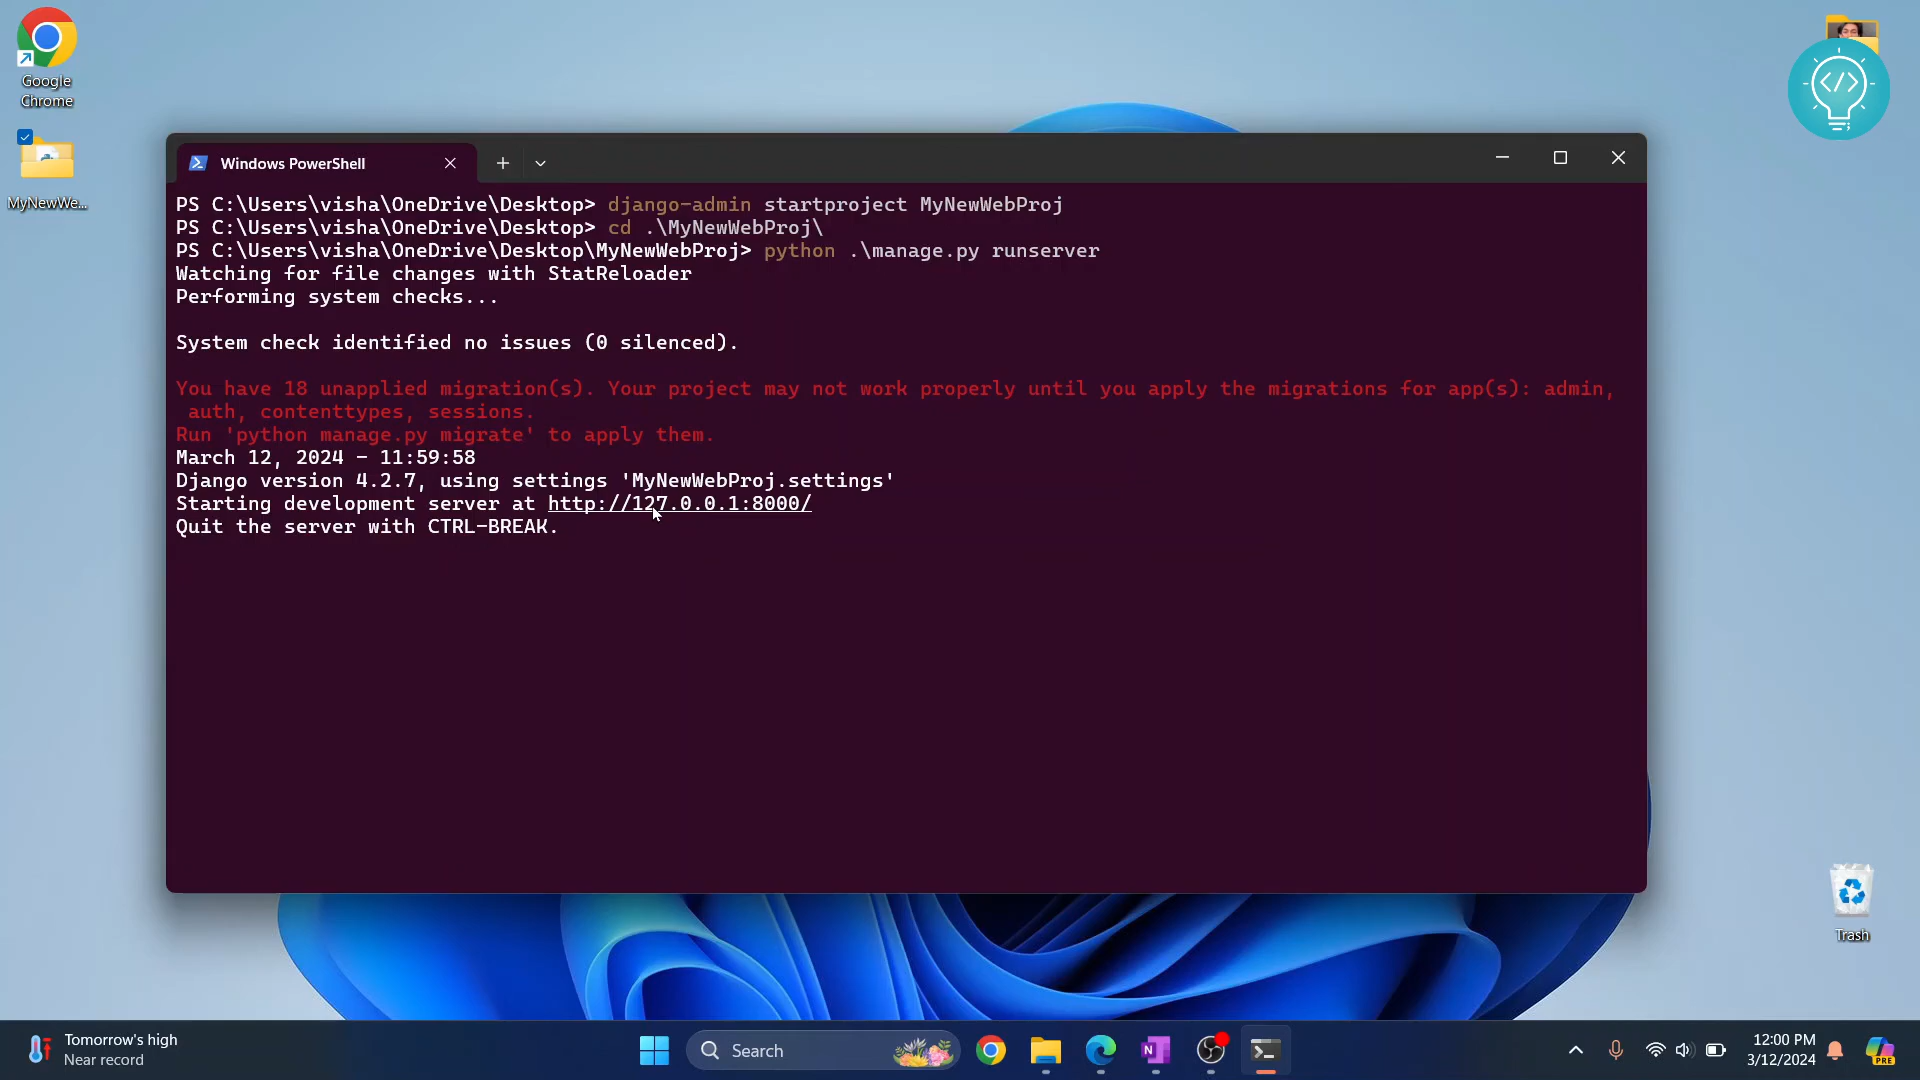 Google
Chrome
MyNewWe...
</>
Windows PowerShell
PS C:\Users\visha\OneDrive\Desktop> django-admin startproject MyNewWebProj
PS C:\Users\visha\OneDrive\Desktop> cd .\MyNewWebProj\
PS C:\Users\visha\OneDrive\Desktop\MyNewWebProj> python .\manage.py runserver
Watching for file changes with StatReloader
Performing system checks...
System check identified no issues (0 silenced).
You have 18 unapplied migration(s). Your project may not work properly until you apply the migrations for app(s): admin,
auth, contenttypes, sessions.
Run 'python manage.py migrate' to apply them.
March 12, 2024 - 11:59:58
Django version 4.2.7, using settings 'MyNewWebProj.settings'
Starting development server at http://127.0.0.1:8000/
Quit the server with CTRL-BREAK.
Trash
Tomorrow's high
Near record
Search
N
12:00 PM
3/12/2024
PRE